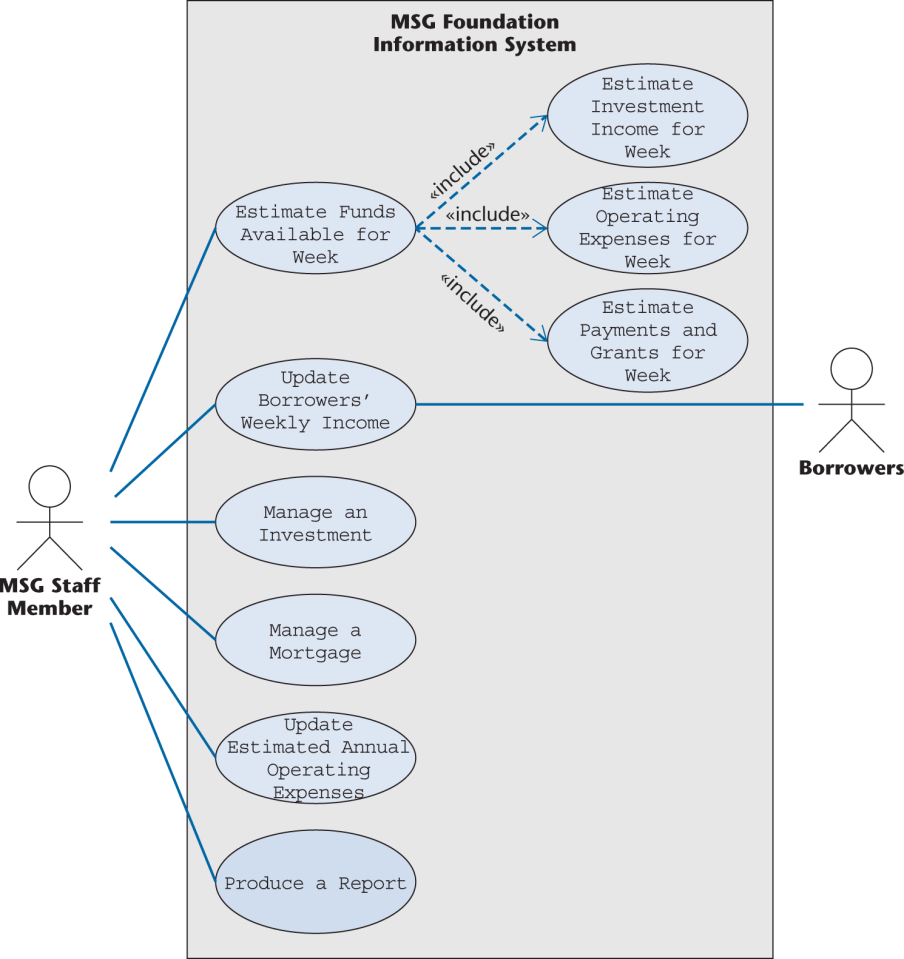 MSG Foundation
Information System
Estimate
Investment
Income for
Week
«include»
Estimate Funds
Available for
Week
«include»
Estimate
Operating
Expenses for
Week
«include»
Estimate
Payments and
Grants for
Week
Update
Borrowers’
Weekly Income
Borrowers
Manage an
Investment
MSG Staff
Member
Manage a
Mortgage
Update
Estimated Annual
Operating
Expenses
Produce a Report